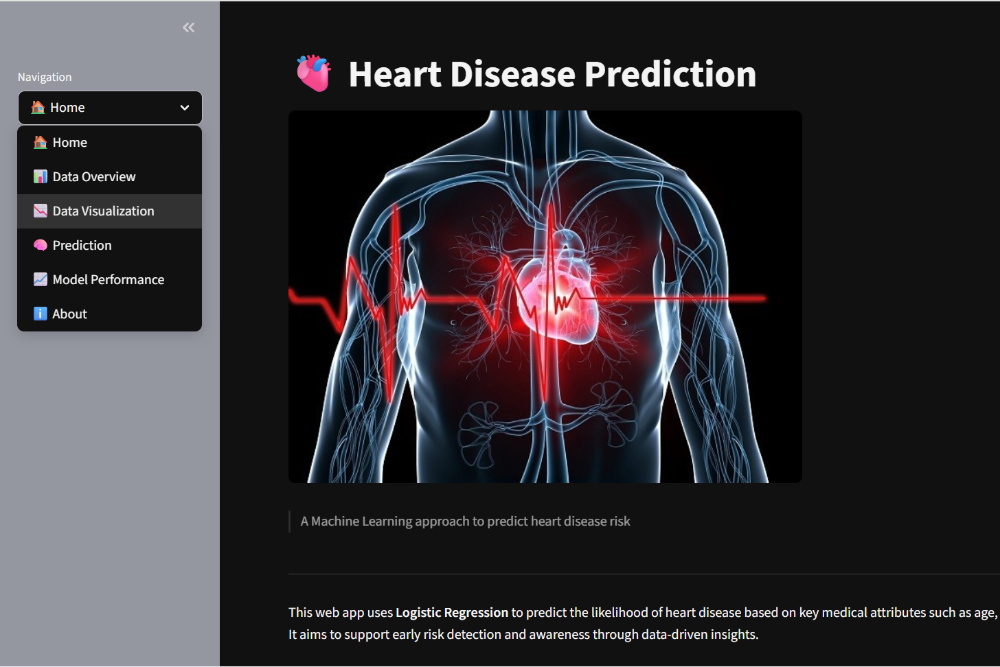 Navigation
Home
Home
Data Overview
Data Visualization
Prediction
Model Performance
About
Heart Disease Prediction
A Machine Learning approach to predict heart disease risk
This web app uses Logistic Regression to predict the likelihood of heart disease based on key medical attributes such as age,
It aims to support early risk detection and awareness through data-driven insights.